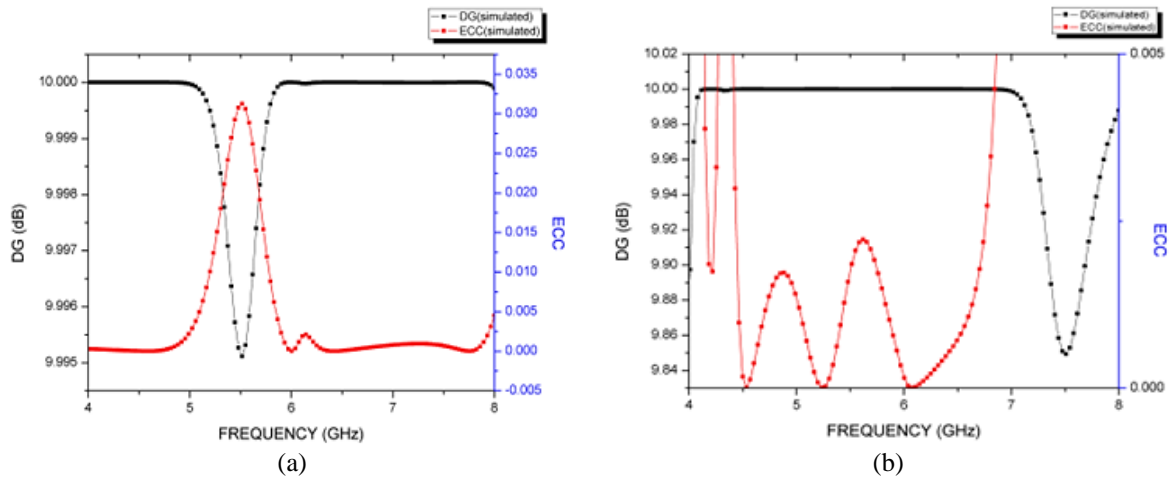 DG(simulated)
ECC(simulated)
10.000
9.999
9.998
9.997
9.996
9.995
DG (dB)
0.035
0.030
0.025
0.020
0.015
0.010
0.005
0.000
-0.005
ECC
4 5 6 7 8
FREQUENCY (GHz)
(a)
DG(simulated)
ECC(simulated)
10.02
10.00
9.98
9.96
9.94
9.92
9.90
9.88
9.86
9.84
DG (dB)
0.005
0.000
ECC
4 5 6 7 8
FREQUENCY (GHz)
(b)